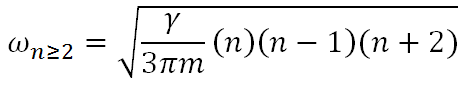 ω_{n≥2} = √(γ/(3πm) (n)(n − 1)(n + 2))